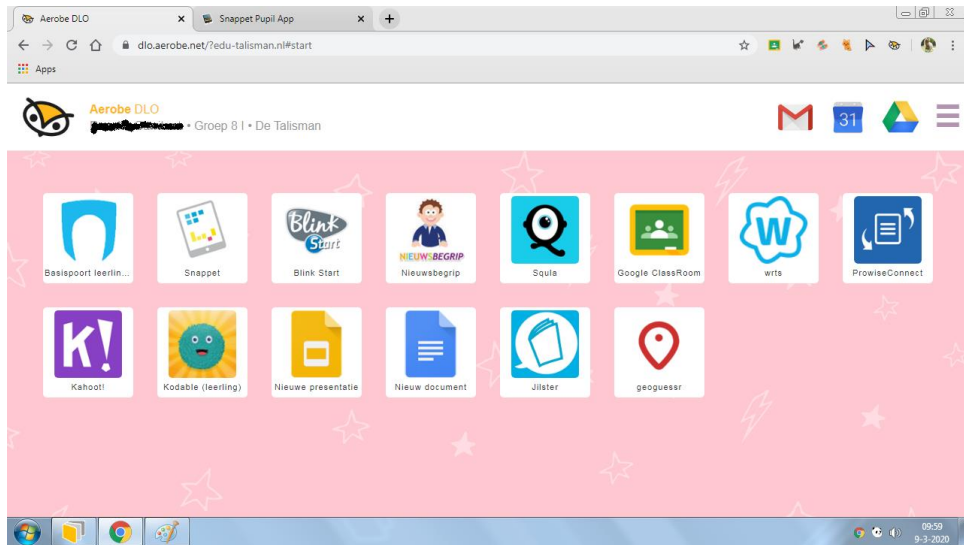 Aerobe DLO
Snappet Pupil App
dlo.aerobe.net/?edu-talisman.nl#start
Apps
Aerobe DLO
• Groep 8 I • De Talisman
31
Basispoort leerlin...
Snappet
Blink Start
Blink Start
NIEUWSBEGRIP
Nieuwsbegrip
Squla
Google ClassRoom
W
wrts
ProwiseConnect
K!
Kahoot!
Kodable (leerling)
Nieuwe presentatie
Nieuw document
Jilster
geoguessr
09:59
9-3-2020